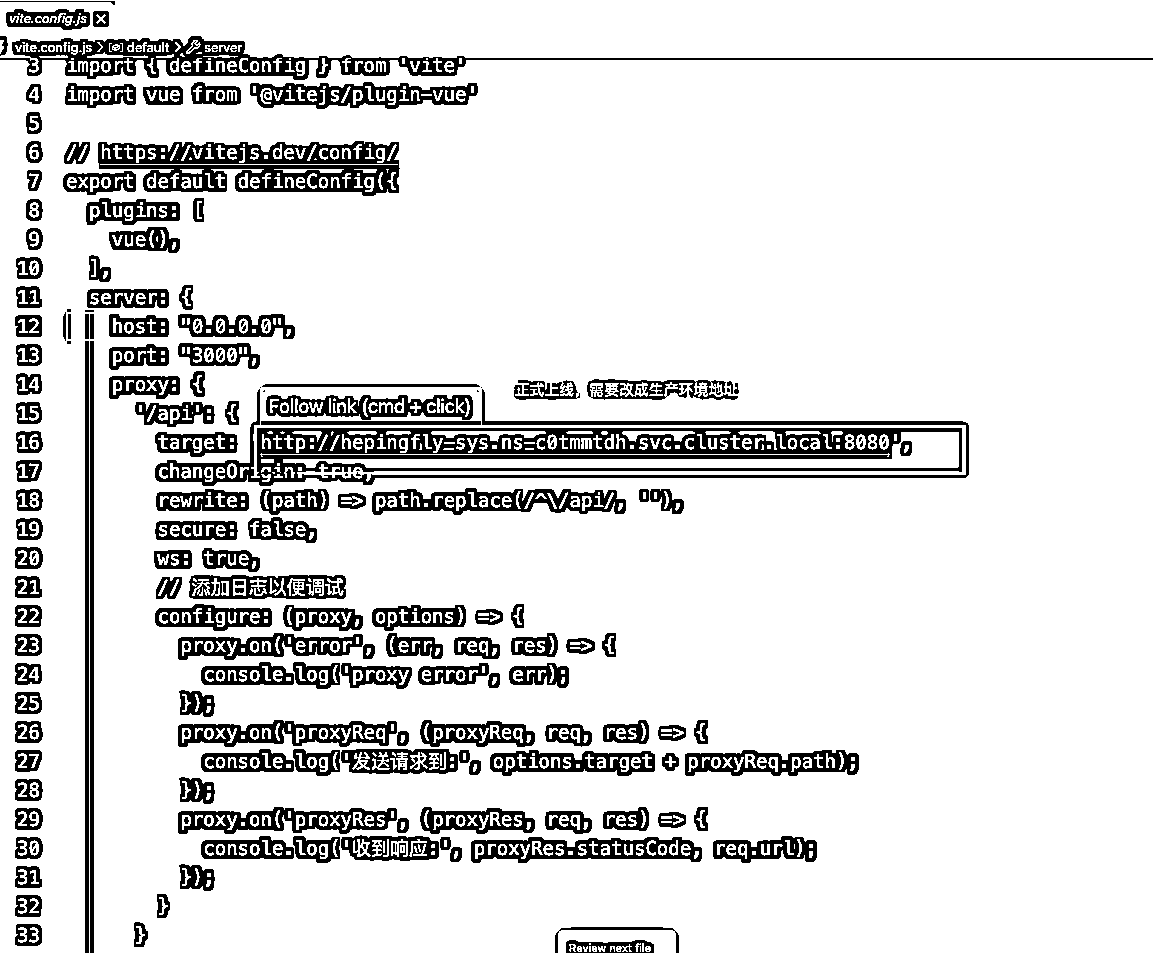 vite.config.js
vite.config.js > default > server
3 import { defineConfig } from 'vite'
4 import vue from '@vitejs/plugin-vue'
5
6 // https://vitejs.dev/config/
7 export default defineConfig({
8 plugins: [
9 vue(),
10 ],
11 server: {
12 host: "0.0.0.0",
13 port: "3000",
14 proxy: { 正式上线，需要改成生产环境地址
15 '/api': { Follow link (cmd + click)
16 target: 'http://hepingfly-sys.ns-c0tmmtdh.svc.cluster.local:8080',
17 changeOrigin: true,
18 rewrite: (path) => path.replace(/^\/api/, ''),
19 secure: false,
20 ws: true,
21 // 添加日志以便调试
22 configure: (proxy, options) => {
23 proxy.on('error', (err, req, res) => {
24 console.log('proxy error', err);
25 });
26 proxy.on('proxyReq', (proxyReq, req, res) => {
27 console.log('发送请求到:', options.target + proxyReq.path);
28 });
29 proxy.on('proxyRes', (proxyRes, req, res) => {
30 console.log('收到响应:', proxyRes.statusCode, req.url);
31 });
32 }
33 }
Review next file